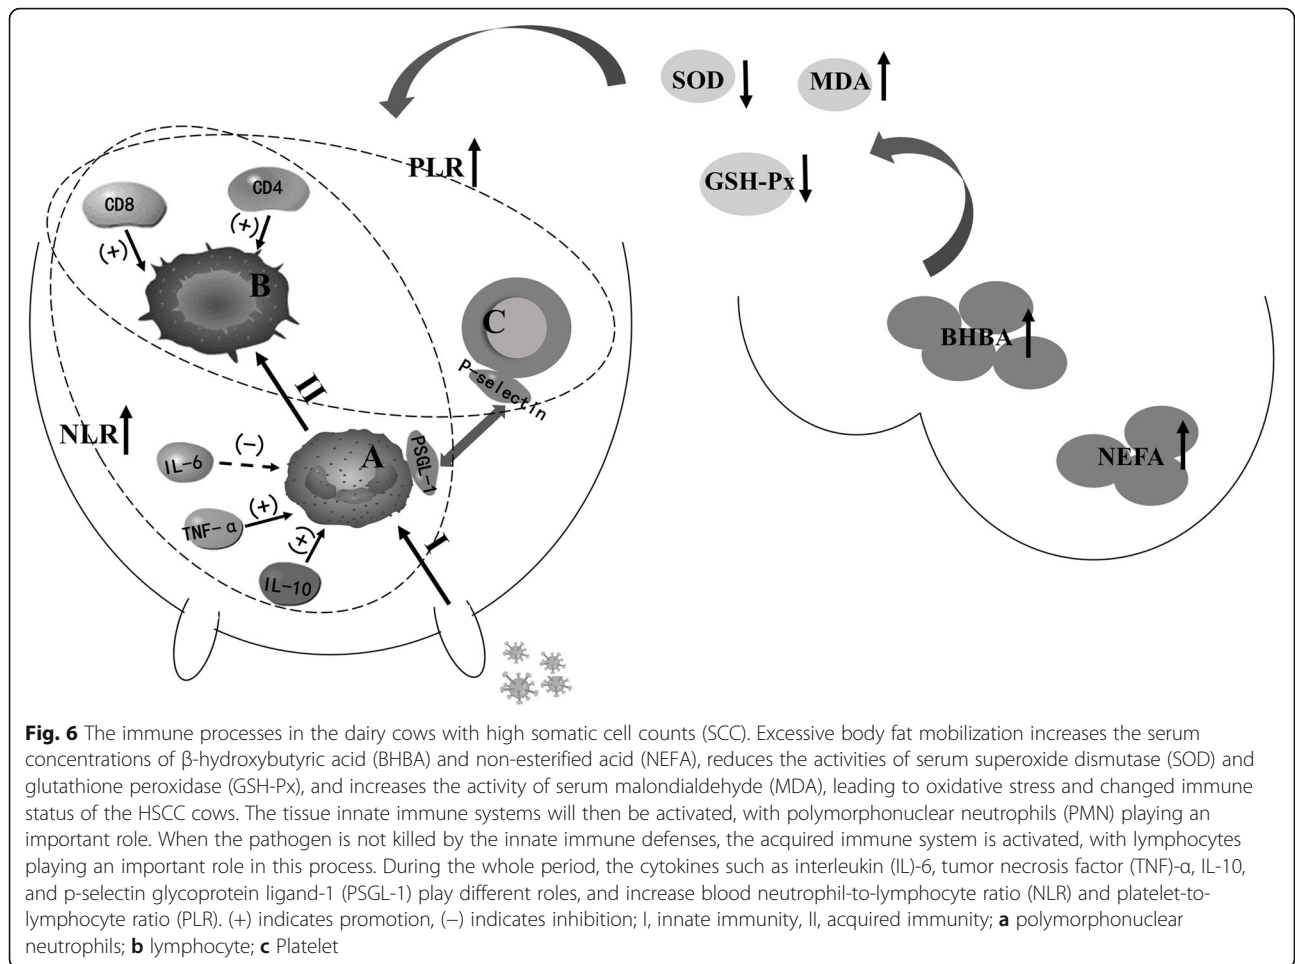 SOD
MDA
PLR
GSH-Px
CD8
CD4
(+)
(+)
B
C
BHBA
P-selectin
II
NLR
(−)
A
PSGL-1
IL-6
NEFA
(+)
TNF-α
(+)
I
IL-10
Fig. 6 The immune processes in the dairy cows with high somatic cell counts (SCC). Excessive body fat mobilization increases the serum
concentrations of β-hydroxybutyric acid (BHBA) and non-esterified acid (NEFA), reduces the activities of serum superoxide dismutase (SOD) and
glutathione peroxidase (GSH-Px), and increases the activity of serum malondialdehyde (MDA), leading to oxidative stress and changed immune
status of the HSCC cows. The tissue innate immune systems will then be activated, with polymorphonuclear neutrophils (PMN) playing an
important role. When the pathogen is not killed by the innate immune defenses, the acquired immune system is activated, with lymphocytes
playing an important role in this process. During the whole period, the cytokines such as interleukin (IL)-6, tumor necrosis factor (TNF)-α, IL-10,
and p-selectin glycoprotein ligand-1 (PSGL-1) play different roles, and increase blood neutrophil-to-lymphocyte ratio (NLR) and platelet-to-
lymphocyte ratio (PLR). (+) indicates promotion, (−) indicates inhibition; I, innate immunity, II, acquired immunity; a polymorphonuclear
neutrophils; b lymphocyte; c Platelet